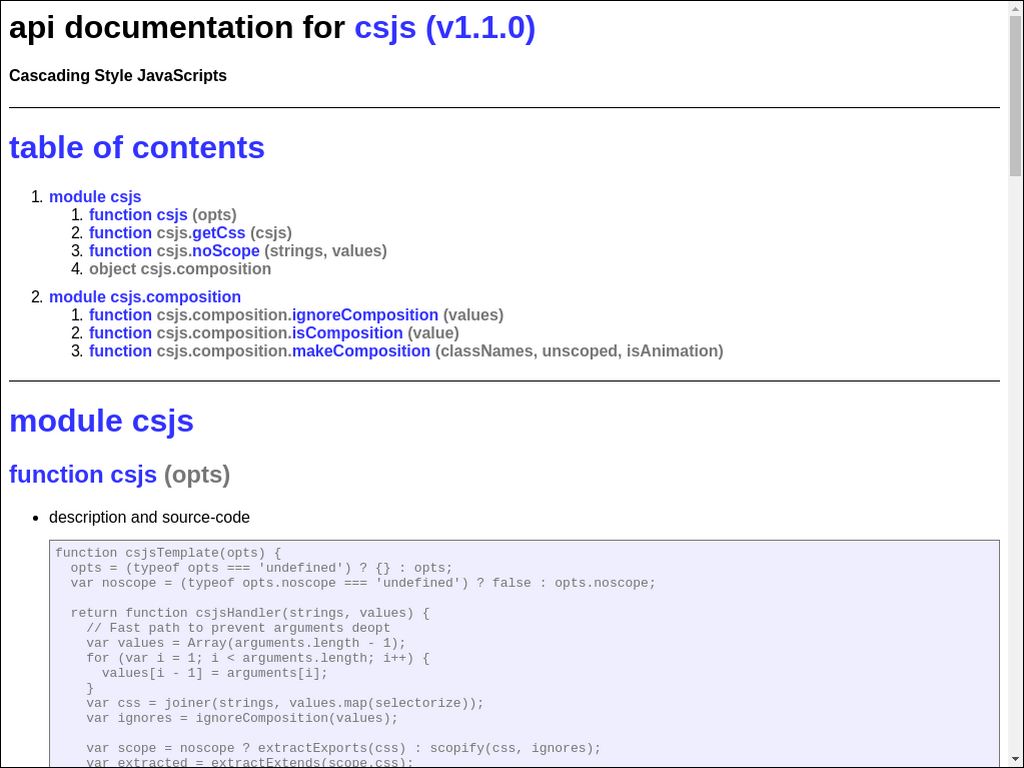 api documentation for csjs (v1.1.0)
Cascading Style JavaScripts
table of contents
1. module csjs
1. function csjs (opts)
2. function csjs.getCss (csjs)
3. function csjs.noScope (strings, values)
4. object csjs.composition
2. module csjs.composition
1. function csjs.composition.ignoreComposition (values)
2. function csjs.composition.isComposition (value)
3. function csjs.composition.makeComposition (classNames, unscoped, isAnimation)
module csjs
function csjs (opts)
• description and source-code
function csjsTemplate(opts) {
  opts = (typeof opts === 'undefined') ? {} : opts;
  var noscope = (typeof opts.noscope === 'undefined') ? false : opts.noscope;

  return function csjsHandler(strings, values) {
    // Fast path to prevent arguments deopt
    var values = Array(arguments.length - 1);
    for (var i = 1; i < arguments.length; i++) {
      values[i - 1] = arguments[i];
    }
    var css = joiner(strings, values.map(selectorize));
    var ignores = ignoreComposition(values);

    var scope = noscope ? extractExports(css) : scopify(css, ignores);
    var extracted = extractExtends(scope.css);